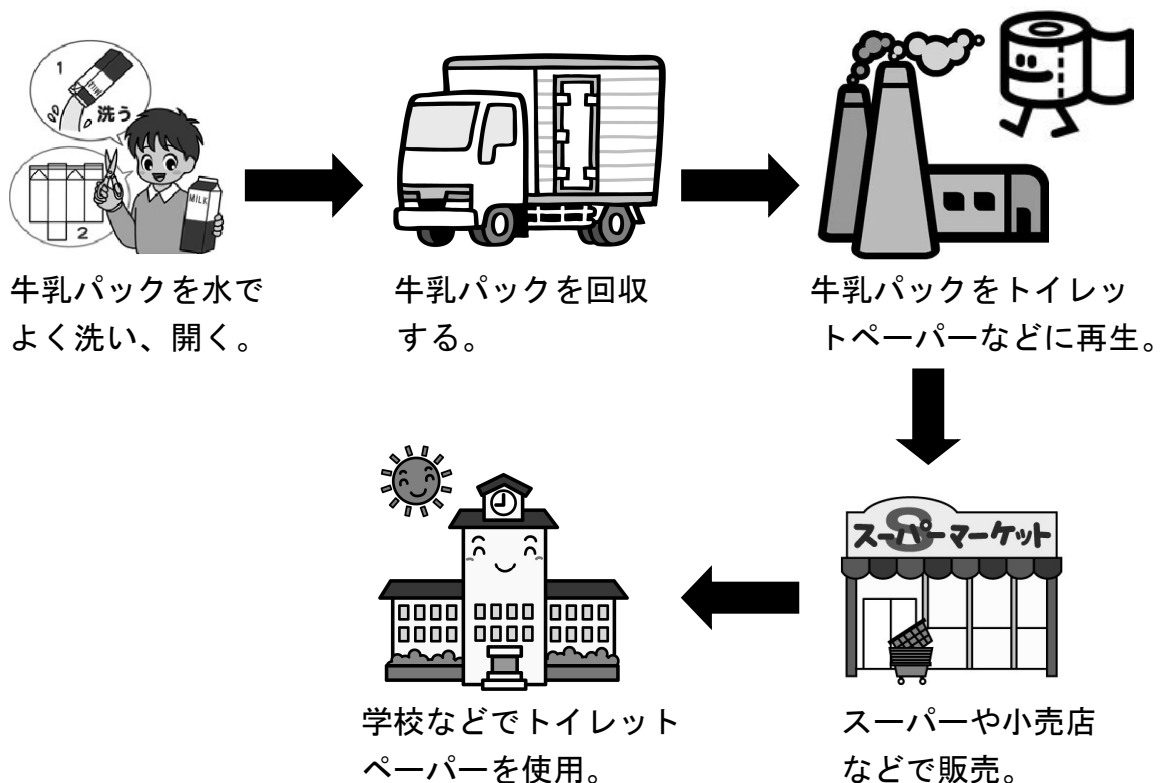 1
洗う
2
MILK
牛乳パックを水で
よく洗い、開く。
牛乳パックを回収
する。
牛乳パックをトイレッ
トペーパーなどに再生。
スーパーマーケット
スーパーや小売店
などで販売。
学校などでトイレット
ペーパーを使用。